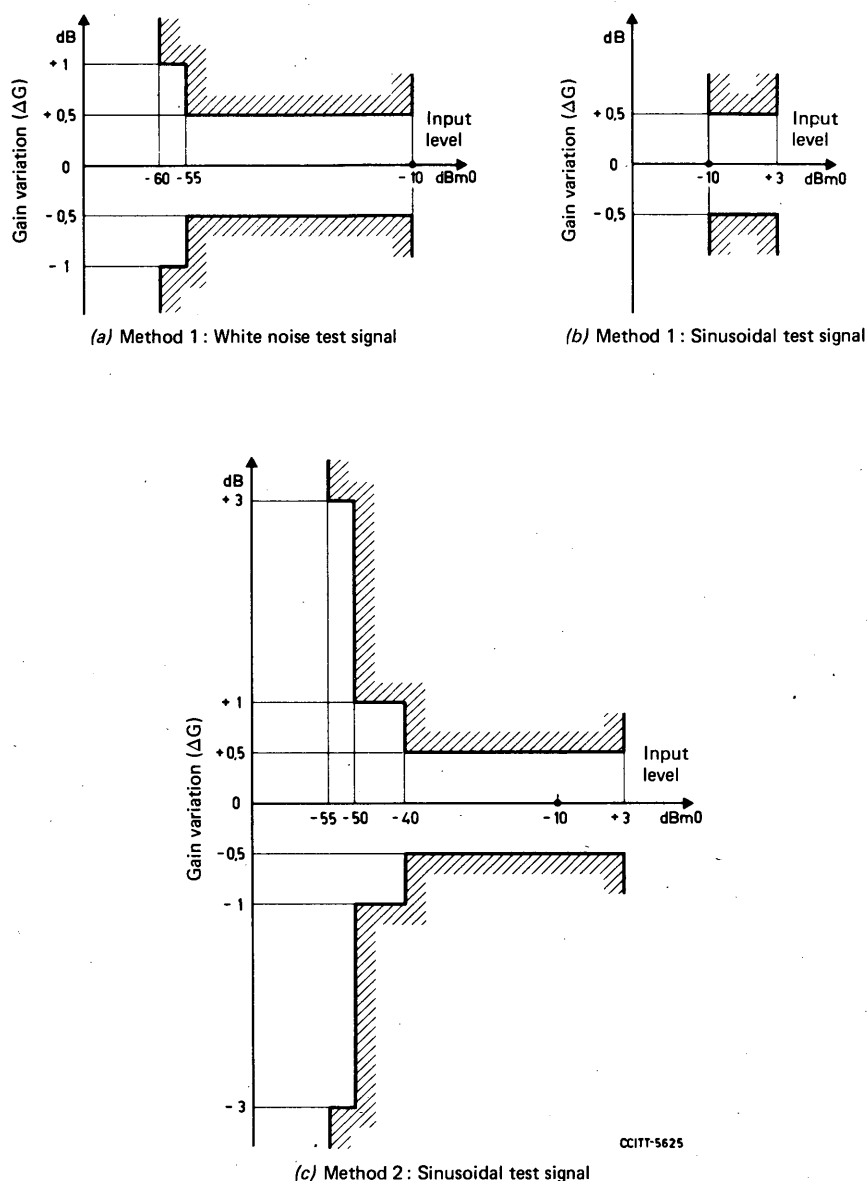 dB
+ 1
+ 0,5
0
- 0,5
- 1
Gain variation (ΔG)
- 60
- 55
- 10
Input
level
dBm0
(a) Method 1 : White noise test signal
dB
+ 0,5
0
- 0,5
Gain variation (ΔG)
- 10
+ 3
Input
level
dBm0
(b) Method 1 : Sinusoidal test signal
dB
+ 3
+ 1
+0,5
0
- 0,5
- 1
- 3
Gain variation (ΔG)
- 55
- 50
- 40
- 10
+ 3
Input
level
dBm0
CCITT-5625
(c) Method 2 : Sinusoidal test signal